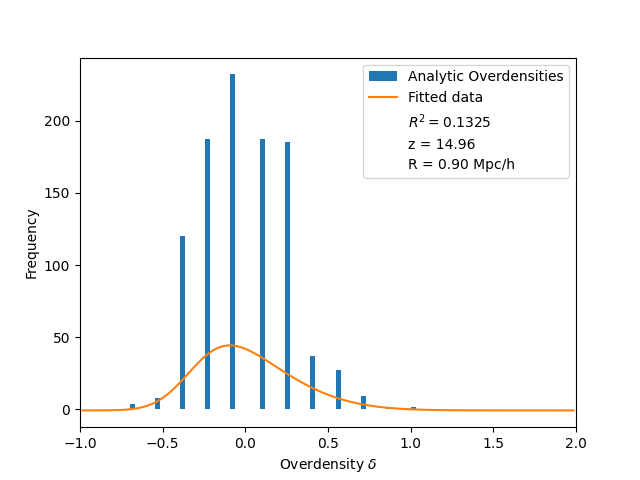 Analytic Overdensities
Fitted data
R² = 0.1325
z = 14.96
R = 0.90 Mpc/h
Frequency
200
150
100
50
0
−1.0 −0.5 0.0 0.5 1.0 1.5 2.0
Overdensity δ